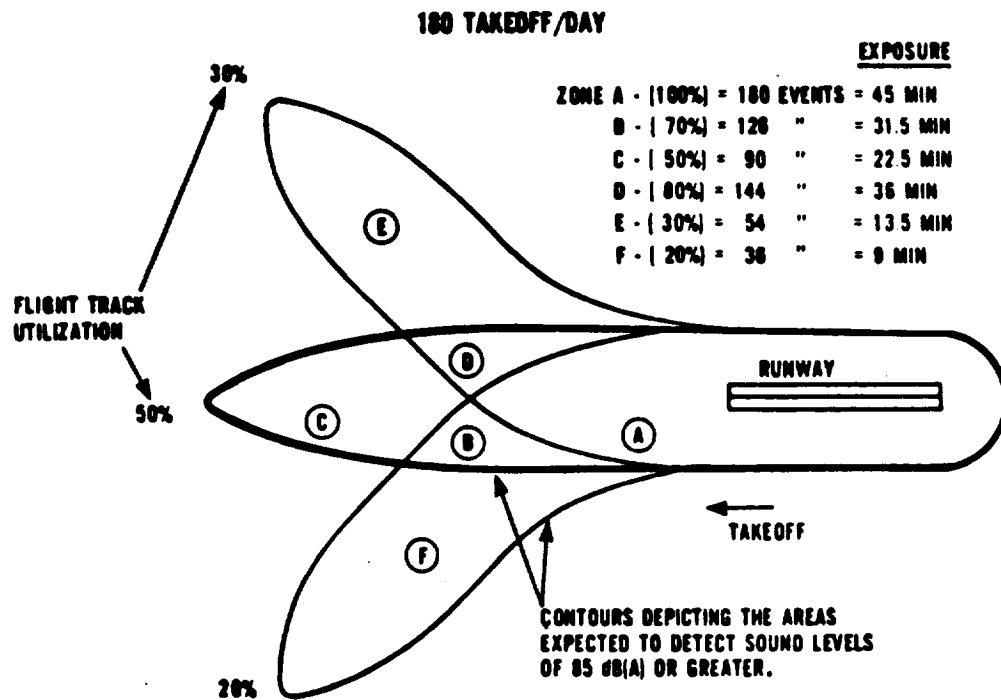 180 TAKEOFF/DAY
EXPOSURE
ZONE A - (100%) = 180 EVENTS = 45 MIN
B - ( 70%) = 126 " = 31.5 MIN
C - ( 50%) = 90 " = 22.5 MIN
D - ( 80%) = 144 " = 36 MIN
E - ( 30%) = 54 " = 13.5 MIN
F - ( 20%) = 36 " = 9 MIN
30%
E
FLIGHT TRACK
UTILIZATION
50%
D
RUNWAY
C
B
A
TAKEOFF
F
CONTOURS DEPICTING THE AREAS
EXPECTED TO DETECT SOUND LEVELS
OF 85 dB(A) OR GREATER.
20%